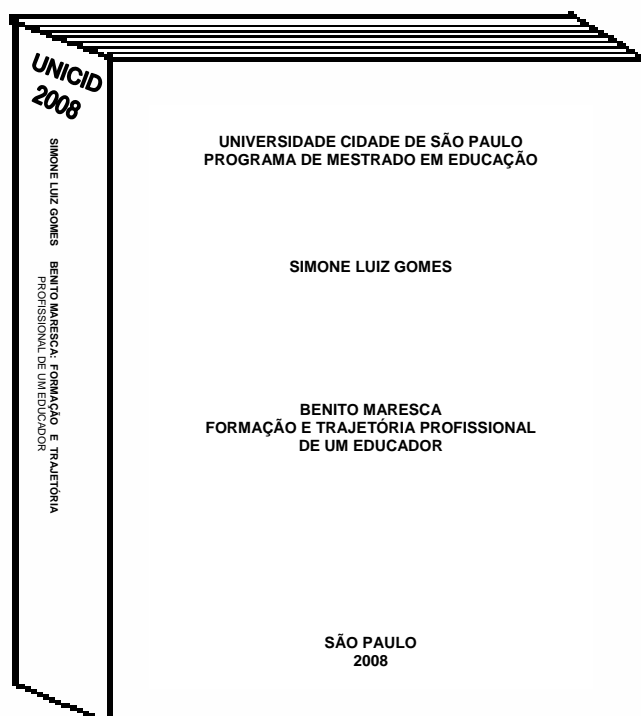 UNICID
2008
SIMONE LUIZ GOMES BENITO MARESCA: FORMAÇÃO E TRAJETÓRIA
PROFISSIONAL DE UM EDUCADOR
UNIVERSIDADE CIDADE DE SÃO PAULO
PROGRAMA DE MESTRADO EM EDUCAÇÃO
SIMONE LUIZ GOMES
BENITO MARESCA
FORMAÇÃO E TRAJETÓRIA PROFISSIONAL
DE UM EDUCADOR
SÃO PAULO
2008